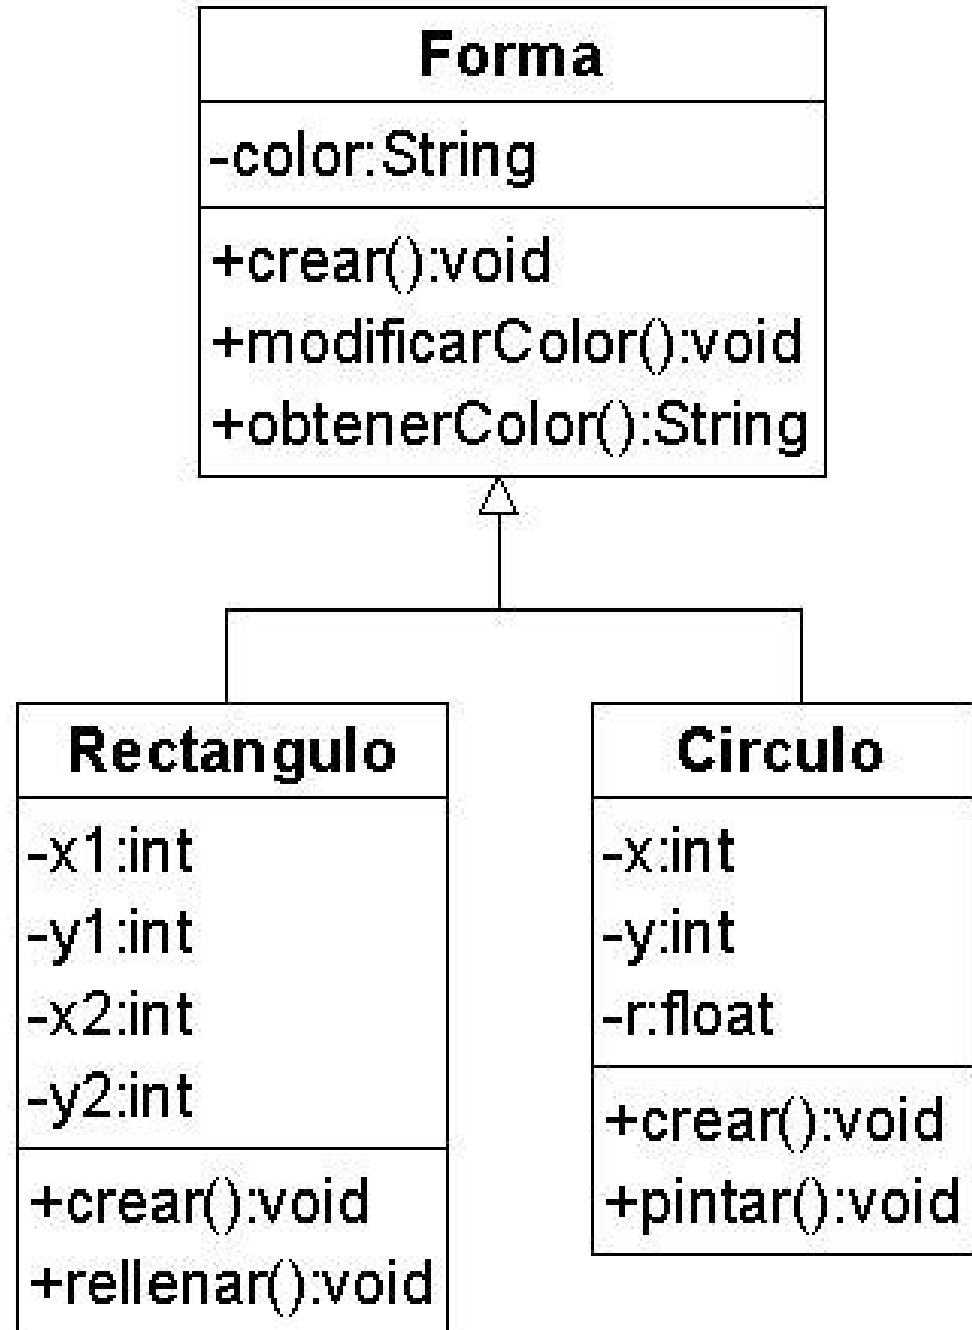 Forma
-color:String
+crear():void
+modificarColor():void
+obtenerColor():String
Rectangulo
-x1:int
-y1:int
-x2:int
-y2:int
+crear():void
+rellenar():void
Circulo
-x:int
-y:int
-r:float
+crear():void
+pintar():void